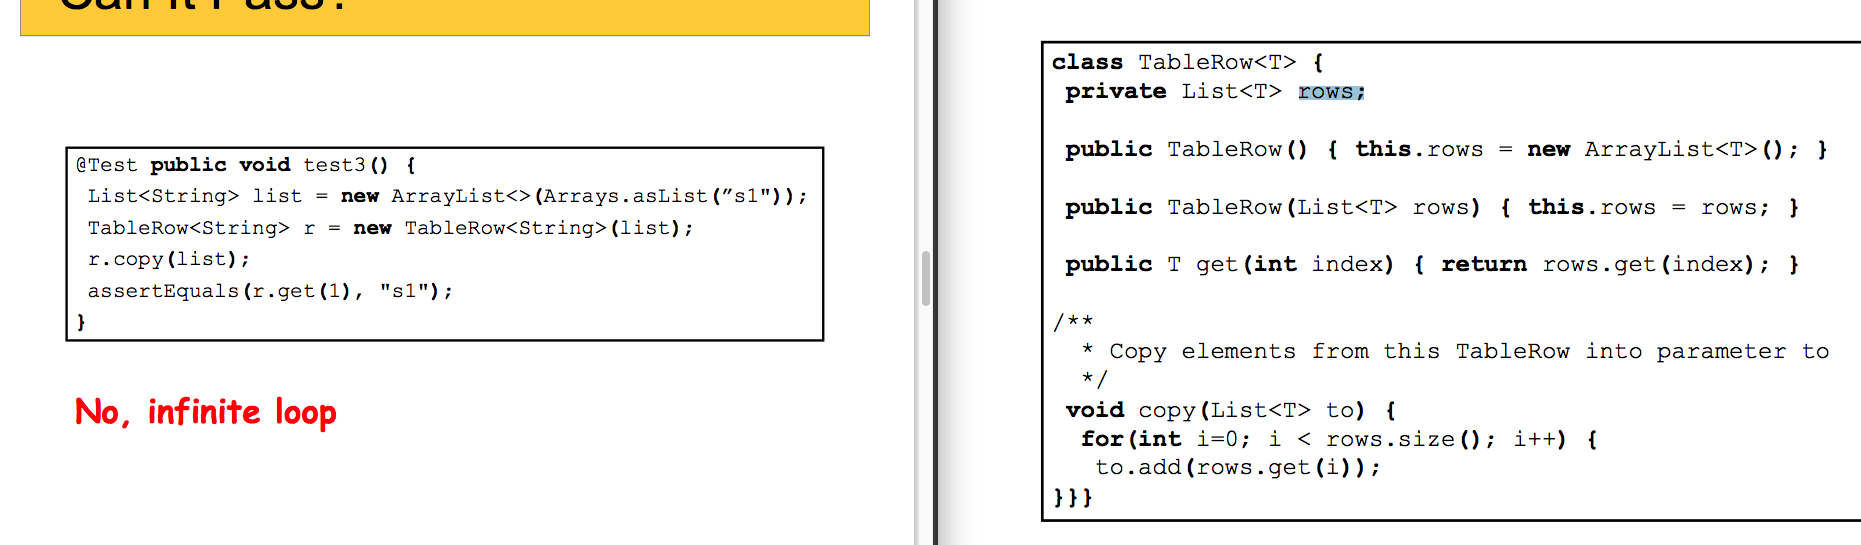 Can It Pass?
@Test public void test3() {
List<String> list = new ArrayList<>(Arrays.asList(”s1"));
TableRow<String> r = new TableRow<String>(list);
r.copy(list);
assertEquals(r.get(1), "s1");
}
No, infinite loop
class TableRow<T> {
private List<T> rows;
public TableRow() { this.rows = new ArrayList<T>(); }
public TableRow(List<T> rows) { this.rows = rows; }
public T get(int index) { return rows.get(index); }
/**
* Copy elements from this TableRow into parameter to
*/
void copy(List<T> to) {
for(int i=0; i < rows.size(); i++) {
to.add(rows.get(i));
}}}